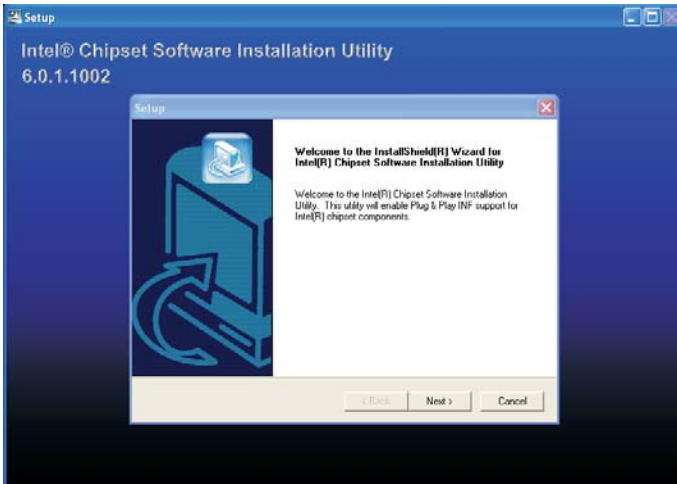 Setup
Intel® Chipset Software Installation Utility
6.0.1.1002
Setup
Welcome to the InstallShield(R) Wizard for
Intel(R) Chipset Software Installation Utility
Welcome to the Intel(R) Chipset Software Installation
Utility. This utility will enable Plug & Play INF support for
Intel(R) chipset components.
< Back
Next >
Cancel